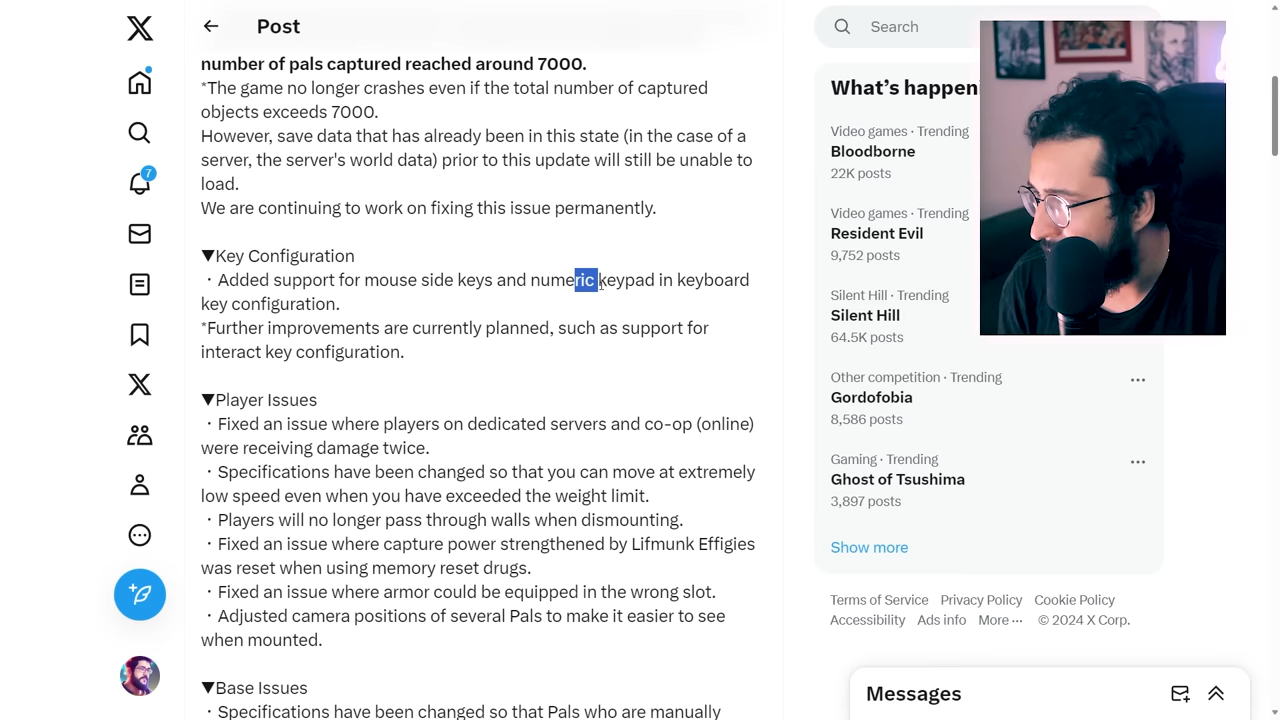 Post
number of pals captured reached around 7000.
*The game no longer crashes even if the total number of captured
objects exceeds 7000.
However, save data that has already been in this state (in the case of a
server, the server's world data) prior to this update will still be unable to
load.
We are continuing to work on fixing this issue permanently.
▼Key Configuration
・Added support for mouse side keys and numeric keypad in keyboard
key configuration.
*Further improvements are currently planned, such as support for
interact key configuration.
▼Player Issues
・Fixed an issue where players on dedicated servers and co-op (online)
were receiving damage twice.
・Specifications have been changed so that you can move at extremely
low speed even when you have exceeded the weight limit.
・Players will no longer pass through walls when dismounting.
・Fixed an issue where capture power strengthened by Lifmunk Effigies
was reset when using memory reset drugs.
・Fixed an issue where armor could be equipped in the wrong slot.
・Adjusted camera positions of several Pals to make it easier to see
when mounted.
▼Base Issues
・Specifications have been changed so that Pals who are manually
7
Search
What's happen
Video games · Trending
Bloodborne
22K posts
Video games · Trending
Resident Evil
9,752 posts
Silent Hill · Trending
Silent Hill
64.5K posts
Other competition · Trending
Gordofobia
8,586 posts
Gaming · Trending
Ghost of Tsushima
3,897 posts
Show more
Terms of Service Privacy Policy Cookie Policy
Accessibility Ads info More ··· © 2024 X Corp.
Messages